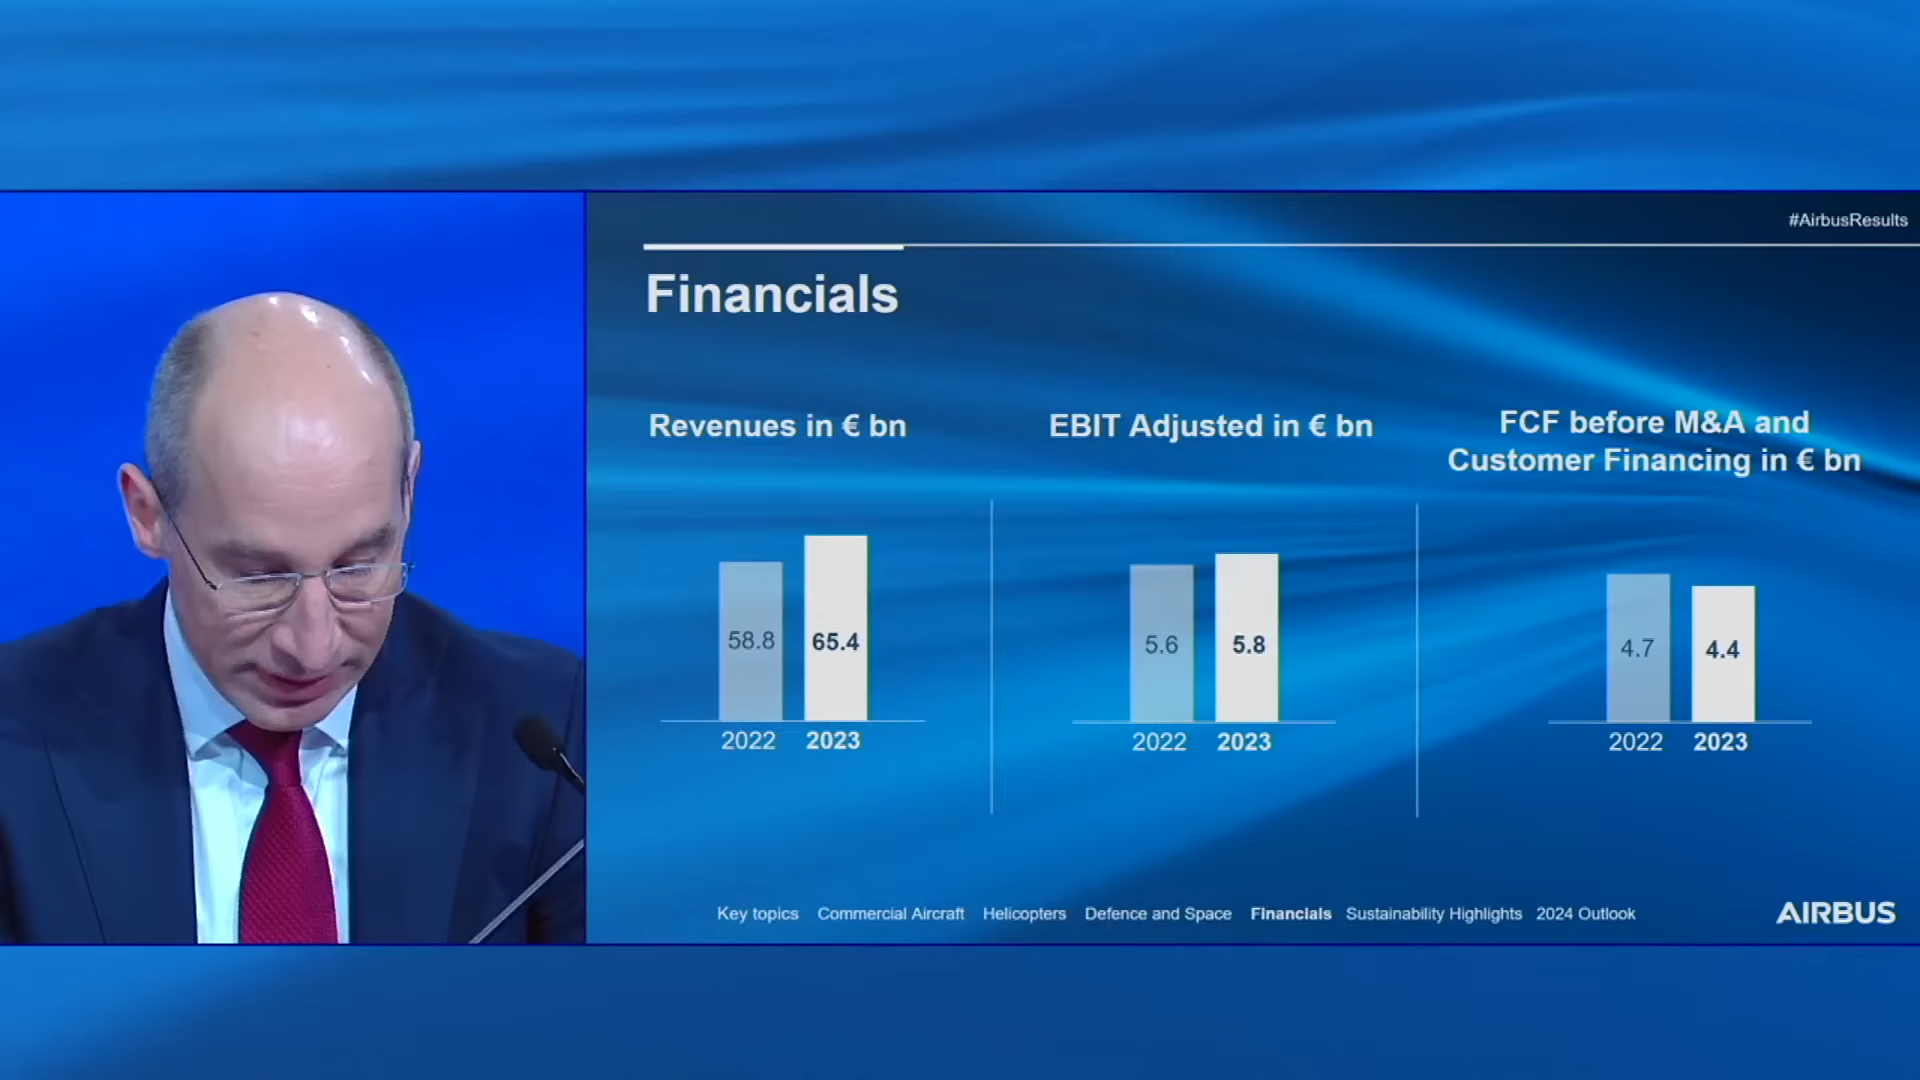 #AirbusResults
Financials
Revenues in € bn
58.8
65.4
2022
2023
EBIT Adjusted in € bn
5.6
5.8
2022
2023
FCF before M&A and
Customer Financing in € bn
4.7
4.4
2022
2023
Key topics Commercial Aircraft Helicopters Defence and Space Financials Sustainability Highlights 2024 Outlook
AIRBUS